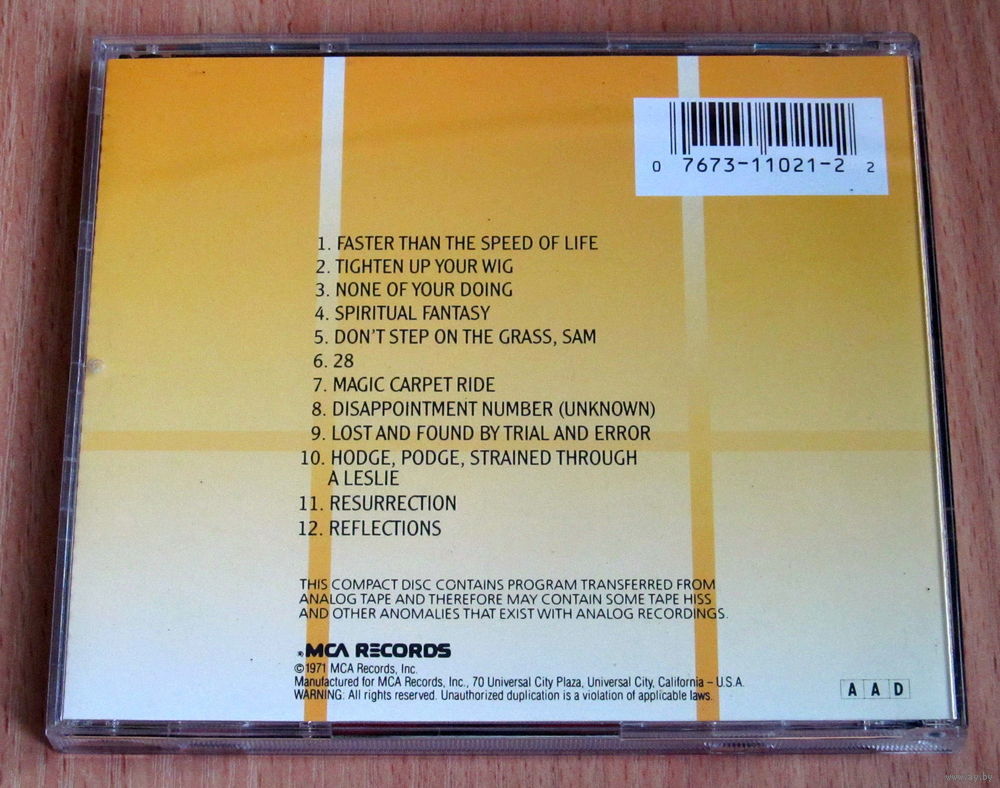 0 7673-11021-2 2
1. FASTER THAN THE SPEED OF LIFE
2. TIGHTEN UP YOUR WIG
3. NONE OF YOUR DOING
4. SPIRITUAL FANTASY
5. DON'T STEP ON THE GRASS, SAM
6. 28
7. MAGIC CARPET RIDE
8. DISAPPOINTMENT NUMBER (UNKNOWN)
9. LOST AND FOUND BY TRIAL AND ERROR
10. HODGE, PODGE, STRAINED THROUGH
A LESLIE
11. RESURRECTION
12. REFLECTIONS
THIS COMPACT DISC CONTAINS PROGRAM TRANSFERRED FROM
ANALOG TAPE AND THEREFORE MAY CONTAIN SOME TAPE HISS
AND OTHER ANOMALIES THAT EXIST WITH ANALOG RECORDINGS.
MCA RECORDS
©1971 MCA Records, Inc.
Manufactured for MCA Records, Inc., 70 Universal City Plaza, Universal City, California – U.S.A.
WARNING: All rights reserved. Unauthorized duplication is a violation of applicable laws.
A A D
www.ay.by